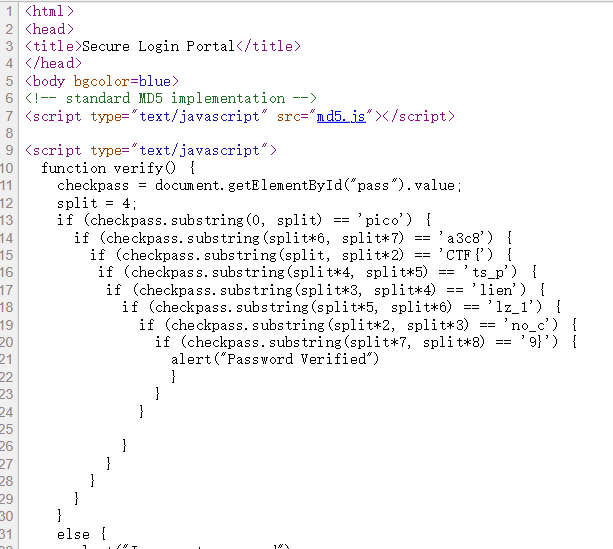 1 <html>
2 <head>
3 <title>Secure Login Portal</title>
4 </head>
5 <body bgcolor=blue>
6 <!-- standard MD5 implementation -->
7 <script type="text/javascript" src="md5.js"></script>
8
9 <script type="text/javascript">
10   function verify() {
11     checkpass = document.getElementById("pass").value;
12     split = 4;
13     if (checkpass.substring(0, split) == 'pico') {
14       if (checkpass.substring(split*6, split*7) == 'a3c8') {
15         if (checkpass.substring(split, split*2) == 'CTF{') {
16          if (checkpass.substring(split*4, split*5) == 'ts_p') {
17           if (checkpass.substring(split*3, split*4) == 'lien') {
18             if (checkpass.substring(split*5, split*6) == 'lz_1') {
19               if (checkpass.substring(split*2, split*3) == 'no_c') {
20                 if (checkpass.substring(split*7, split*8) == '9}') {
21                   alert("Password Verified")
22                   }
23                 }
24               }
25
26             }
27           }
28         }
29       }
30     }
31     else {